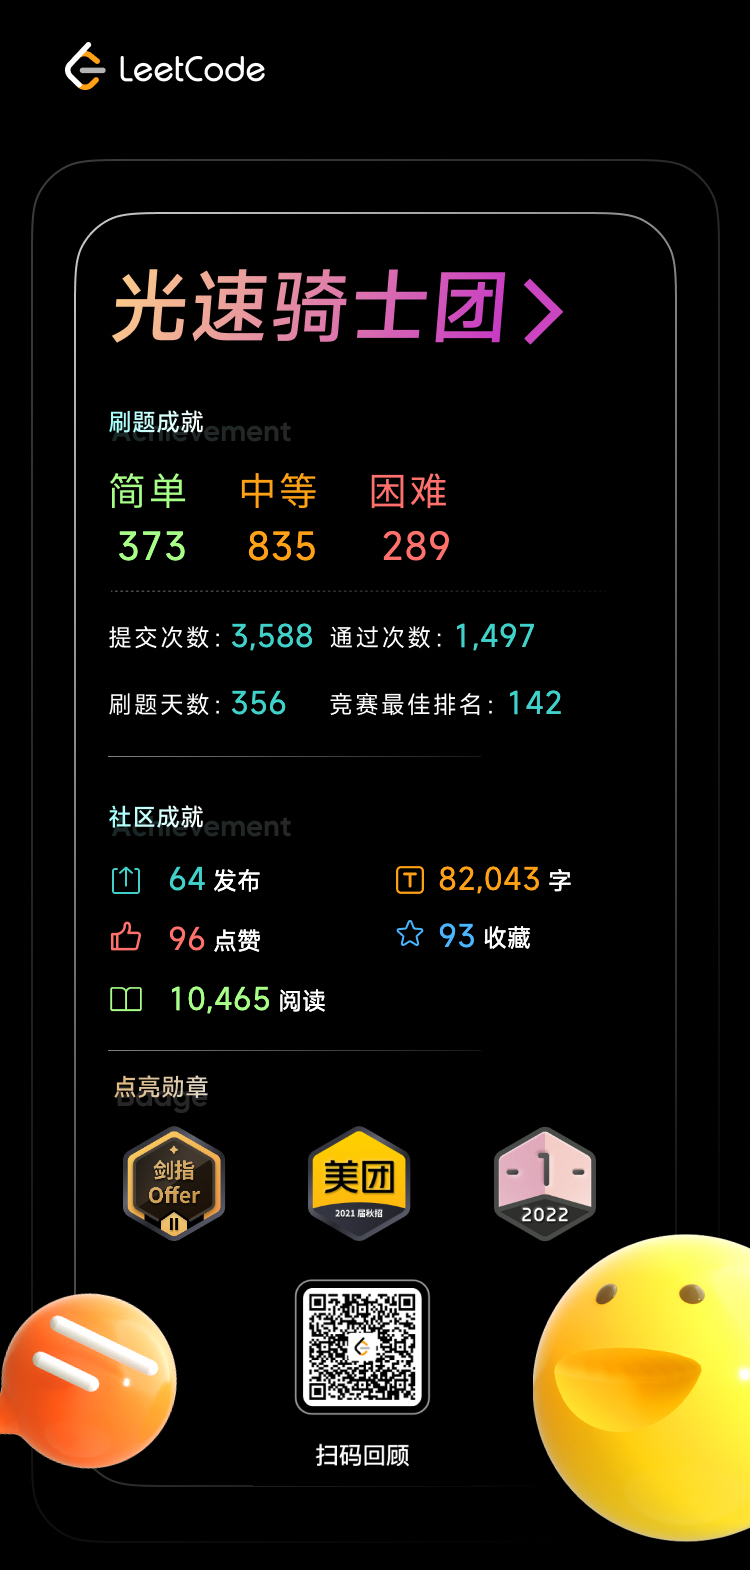 LeetCode
光速骑士团
刷题成就
Achievement
简单 中等 困难
373 835 289
提交次数: 3,588 通过次数: 1,497
刷题天数: 356 竞赛最佳排名: 142
社区成就
Achievement
64 发布 82,043 字
96 点赞 93 收藏
10,465 阅读
点亮勋章
Badge
剑指
Offer
II
美团
2021 届秋招
1
2022
扫码回顾